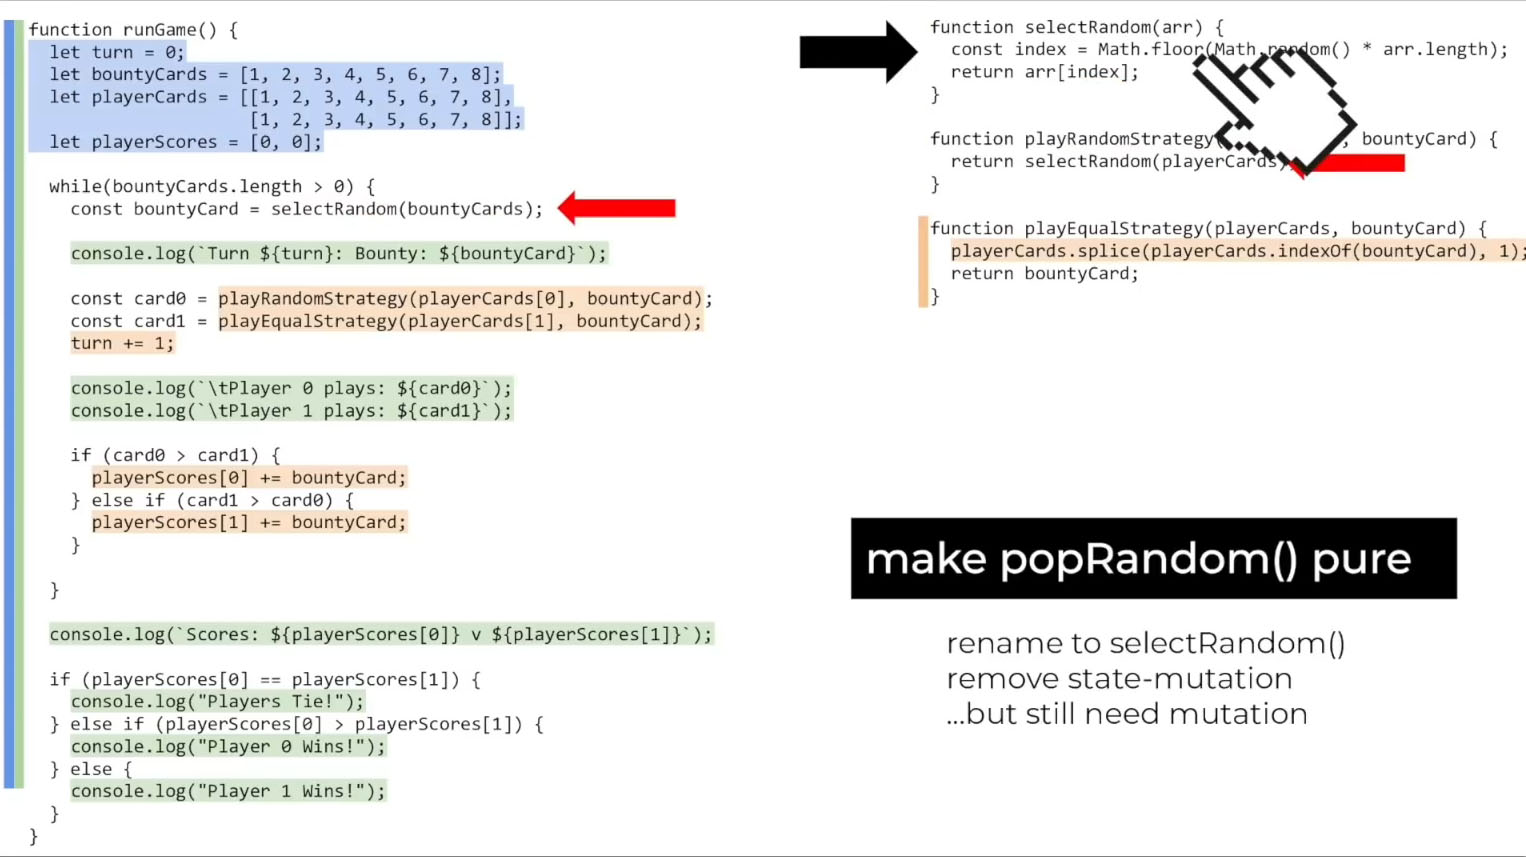 function runGame() {
let turn = 0;
let bountyCards = [1, 2, 3, 4, 5, 6, 7, 8];
let playerCards = [[1, 2, 3, 4, 5, 6, 7, 8],
[1, 2, 3, 4, 5, 6, 7, 8]];
let playerScores = [0, 0];
while(bountyCards.length > 0) {
const bountyCard = selectRandom(bountyCards);
console.log(`Turn ${turn}: Bounty: ${bountyCard}`);
const card0 = playRandomStrategy(playerCards[0], bountyCard);
const card1 = playEqualStrategy(playerCards[1], bountyCard);
turn += 1;
console.log(`\tPlayer 0 plays: ${card0}`);
console.log(`\tPlayer 1 plays: ${card1}`);
if (card0 > card1) {
playerScores[0] += bountyCard;
} else if (card1 > card0) {
playerScores[1] += bountyCard;
}
}
console.log(`Scores: ${playerScores[0]} v ${playerScores[1]}`);
if (playerScores[0] == playerScores[1]) {
console.log("Players Tie!");
} else if (playerScores[0] > playerScores[1]) {
console.log("Player 0 Wins!");
} else {
console.log("Player 1 Wins!");
}
}
function selectRandom(arr) {
const index = Math.floor(Math.random() * arr.length);
return arr[index];
}
function playRandomStrategy( , bountyCard) {
return selectRandom(playerCards)
}
function playEqualStrategy(playerCards, bountyCard) {
playerCards.splice(playerCards.indexOf(bountyCard), 1);
return bountyCard;
}
make popRandom() pure
rename to selectRandom()
remove state-mutation
...but still need mutation